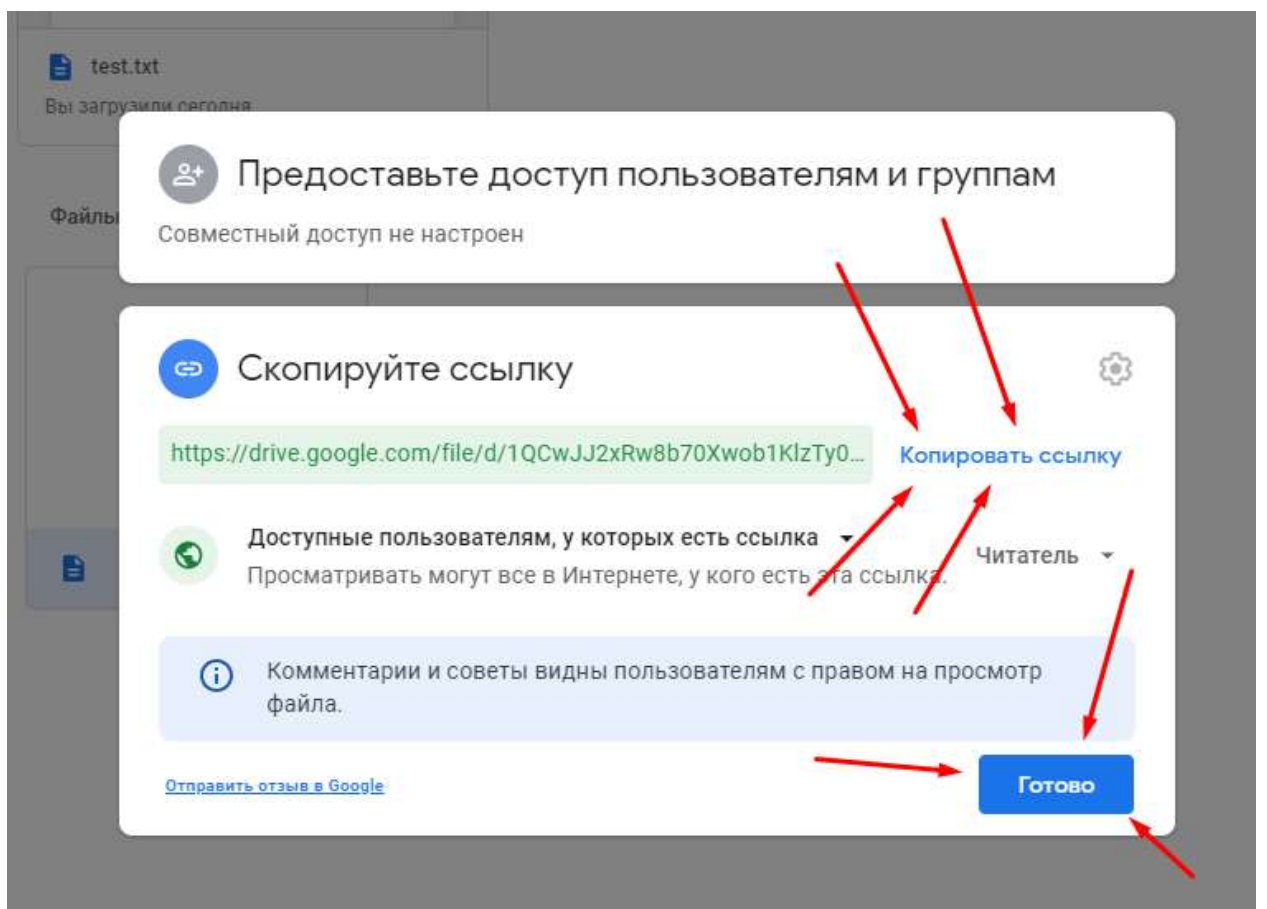 test.txt
Вы загрузили сегодня
Предоставьте доступ пользователям и группам
Файлы
Совместный доступ не настроен
Скопируйте ссылку
https://drive.google.com/file/d/1QCwJJ2xRw8b70Xwob1KlzTy0...
Копировать ссылку
Доступные пользователям, у которых есть ссылка
Просматривать могут все в Интернете, у кого есть эта ссылка.
Читатель
Комментарии и советы видны пользователям с правом на просмотр
файла.
Отправить отзыв в Google
Готово